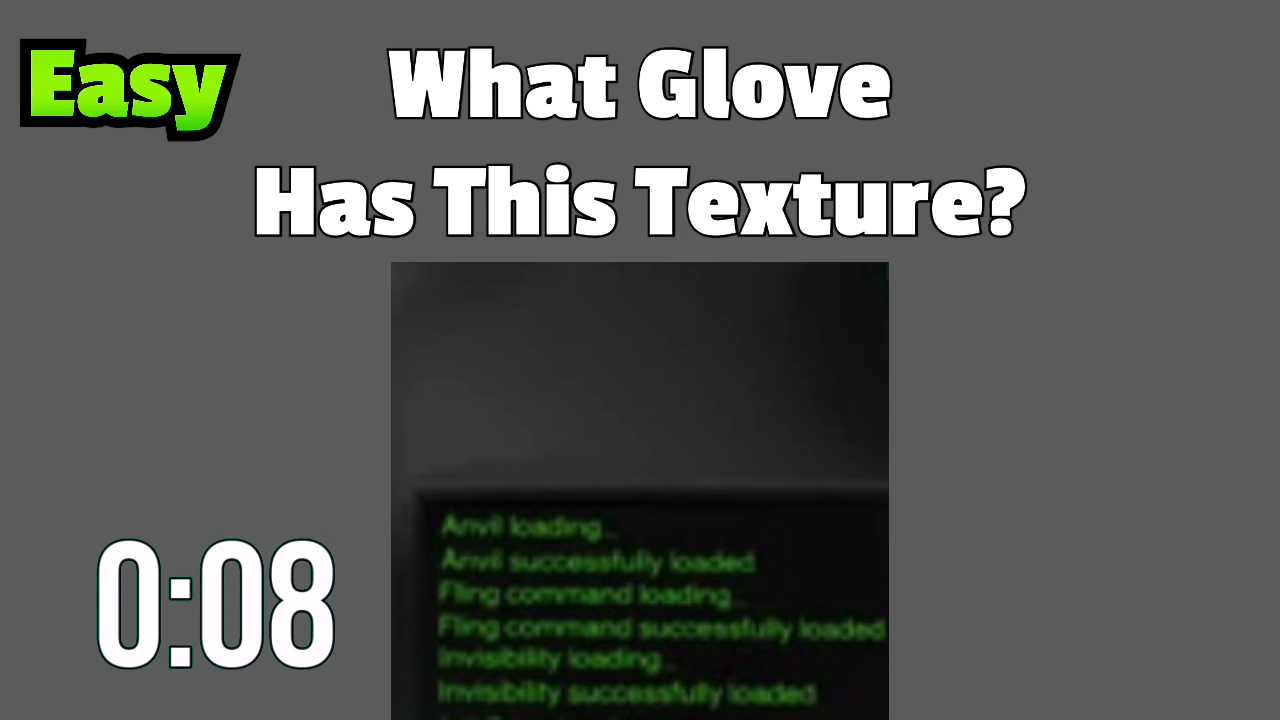 Easy
What Glove
Has This Texture?
Anvil loading...
Anvil successfully loaded
Fling command loading...
Fling command successfully loaded
Invisibility loading...
Invisibility successfully loaded
0:08